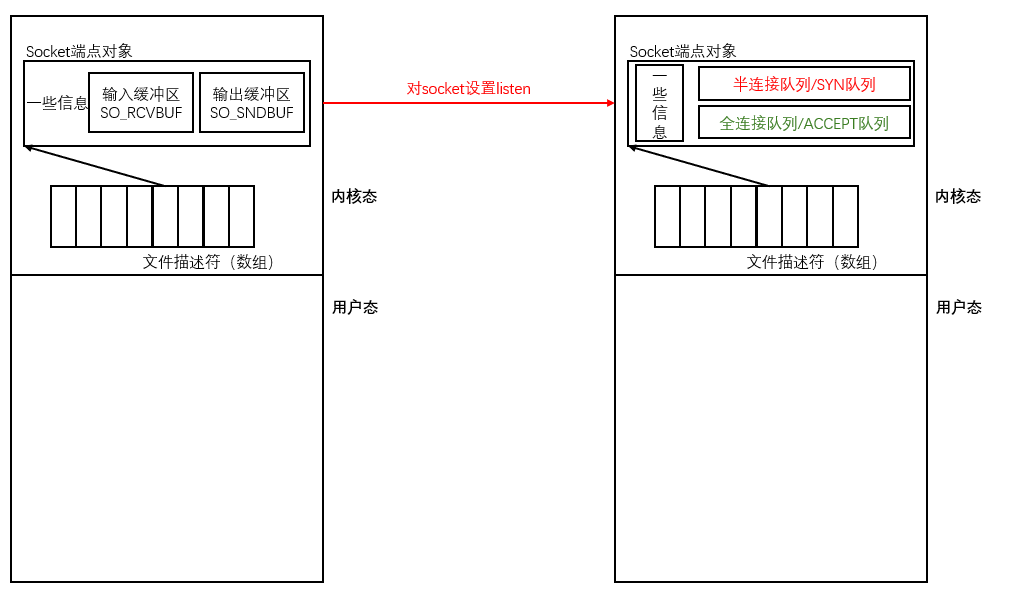 Socket端点对象
一些信息
输入缓冲区
SO_RCVBUF
输出缓冲区
SO_SNDBUF
文件描述符（数组）
内核态
用户态
对socket设置listen
Socket端点对象
一
些
信
息
半连接队列/SYN队列
全连接队列/ACCEPT队列
文件描述符（数组）
内核态
用户态